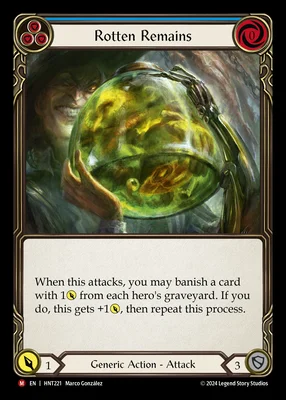 Rotten Remains
0
When this attacks, you may banish a card
with 1 from each hero's graveyard. If you
do, this gets +1, then repeat this process.
1
Generic Action - Attack
3
M EN | HNT221 Marco González
© 2024 Legend Story Studios